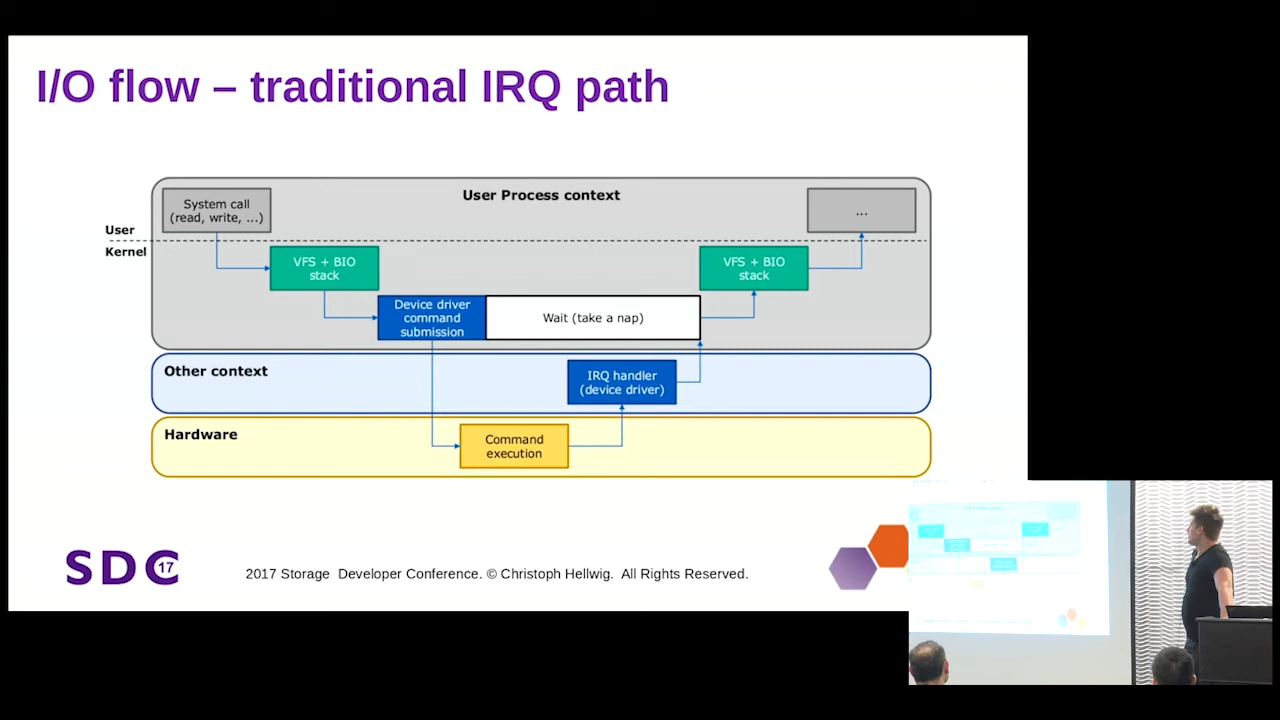 I/O flow – traditional IRQ path
System call
(read, write, ...)
User Process context
...
User
Kernel
VFS + BIO
stack
VFS + BIO
stack
Device driver
command
submission
Wait (take a nap)
Other context
IRQ handler
(device driver)
Hardware
Command
execution
SDC
17
2017 Storage Developer Conference. © Christoph Hellwig. All Rights Reserved.